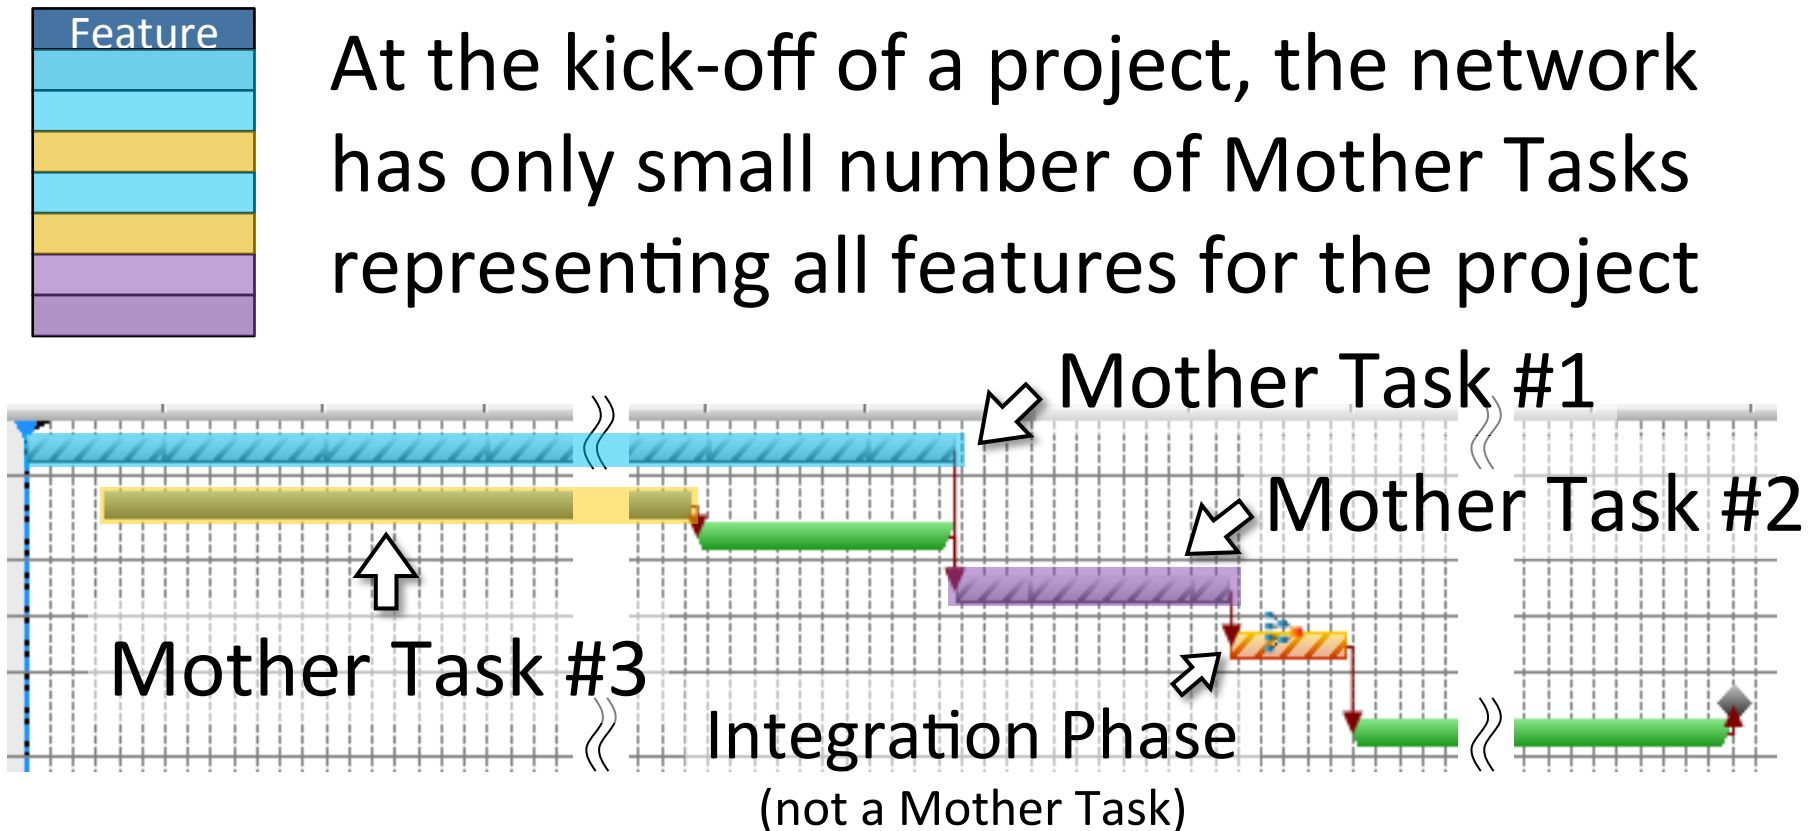 Feature
At the kick-off of a project, the network
has only small number of Mother Tasks
representing all features for the project
Mother Task #1
Mother Task #2
Mother Task #3
Integration Phase
(not a Mother Task)